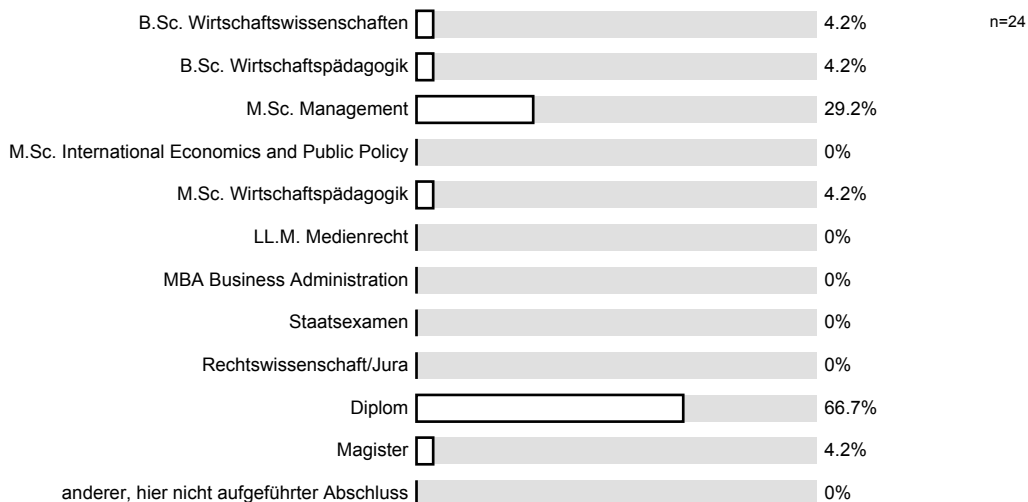 B.Sc. Wirtschaftswissenschaften 4.2% n=24
B.Sc. Wirtschaftspädagogik 4.2%
M.Sc. Management 29.2%
M.Sc. International Economics and Public Policy 0%
M.Sc. Wirtschaftspädagogik 4.2%
LL.M. Medienrecht 0%
MBA Business Administration 0%
Staatsexamen 0%
Rechtswissenschaft/Jura 0%
Diplom 66.7%
Magister 4.2%
anderer, hier nicht aufgeführter Abschluss 0%